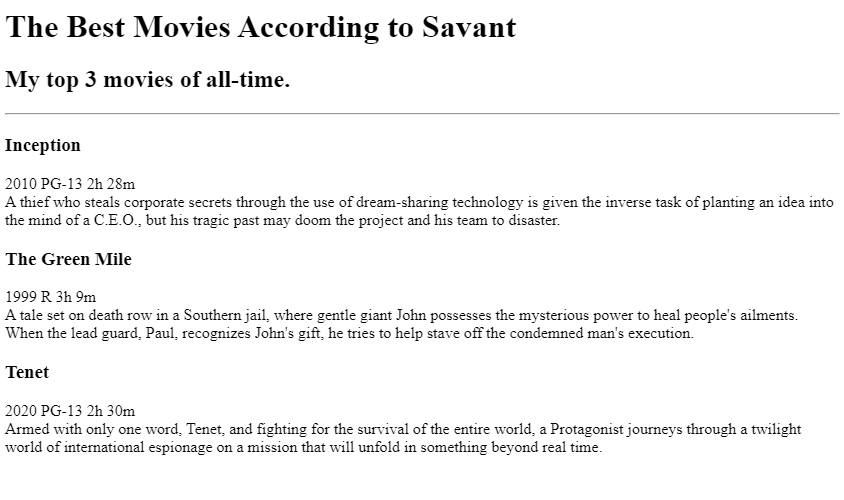 The Best Movies According to Savant
My top 3 movies of all-time.
Inception
2010 PG-13 2h 28m
A thief who steals corporate secrets through the use of dream-sharing technology is given the inverse task of planting an idea into
the mind of a C.E.O., but his tragic past may doom the project and his team to disaster.
The Green Mile
1999 R 3h 9m
A tale set on death row in a Southern jail, where gentle giant John possesses the mysterious power to heal people's ailments.
When the lead guard, Paul, recognizes John's gift, he tries to help stave off the condemned man's execution.
Tenet
2020 PG-13 2h 30m
Armed with only one word, Tenet, and fighting for the survival of the entire world, a Protagonist journeys through a twilight
world of international espionage on a mission that will unfold in something beyond real time.